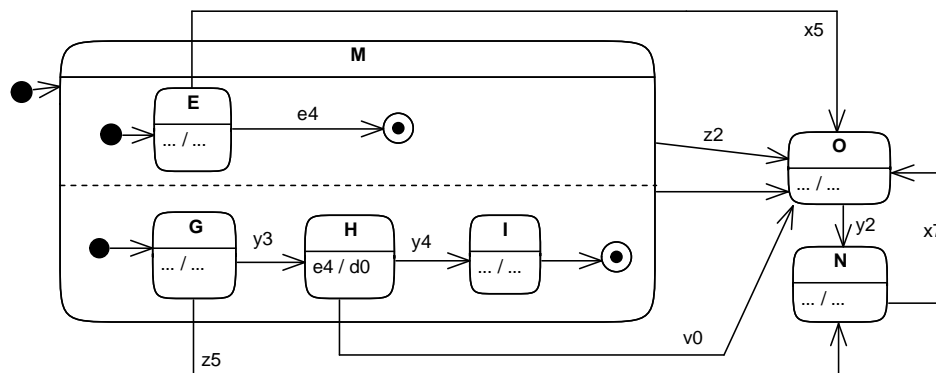 x5
M
E
... / ...
e4
z2
O
... / ...
G
... / ...
y3
H
e4 / d0
y4
I
... / ...
y2
x7
N
... / ...
v0
z5